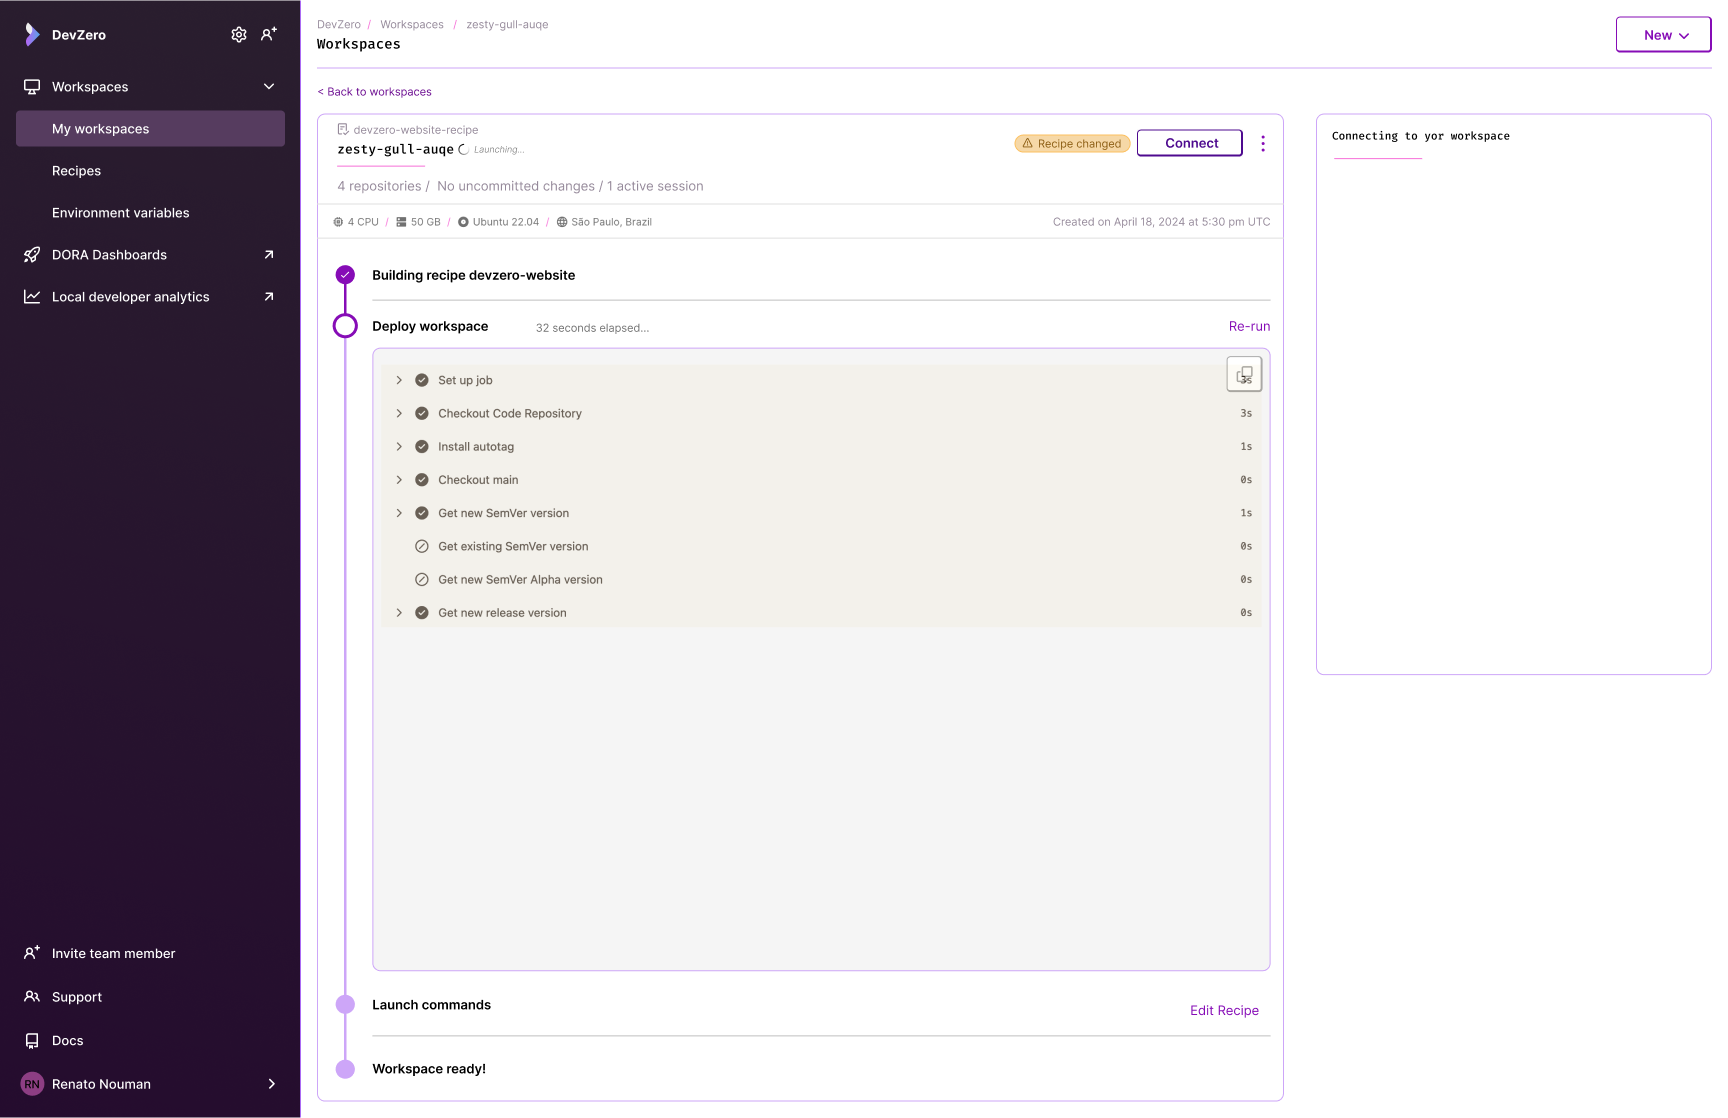 DevZero
Workspaces
My workspaces
Recipes
Environment variables
DORA Dashboards
Local developer analytics
Invite team member
Support
Docs
RN Renato Nouman
DevZero / Workspaces / zesty-gull-auqe
Workspaces
New
< Back to workspaces
devzero-website-recipe
zesty-gull-auqe Launching...
Recipe changed
Connect
4 repositories / No uncommitted changes / 1 active session
4 CPU / 50 GB / Ubuntu 22.04 / São Paulo, Brazil
Created on April 18, 2024 at 5:30 pm UTC
Building recipe devzero-website
Deploy workspace 32 seconds elapsed... Re-run
Set up job 3s
Checkout Code Repository 3s
Install autotag 1s
Checkout main 0s
Get new SemVer version 1s
Get existing SemVer version 0s
Get new SemVer Alpha version 0s
Get new release version 0s
Launch commands
Edit Recipe
Workspace ready!
Connecting to yor workspace